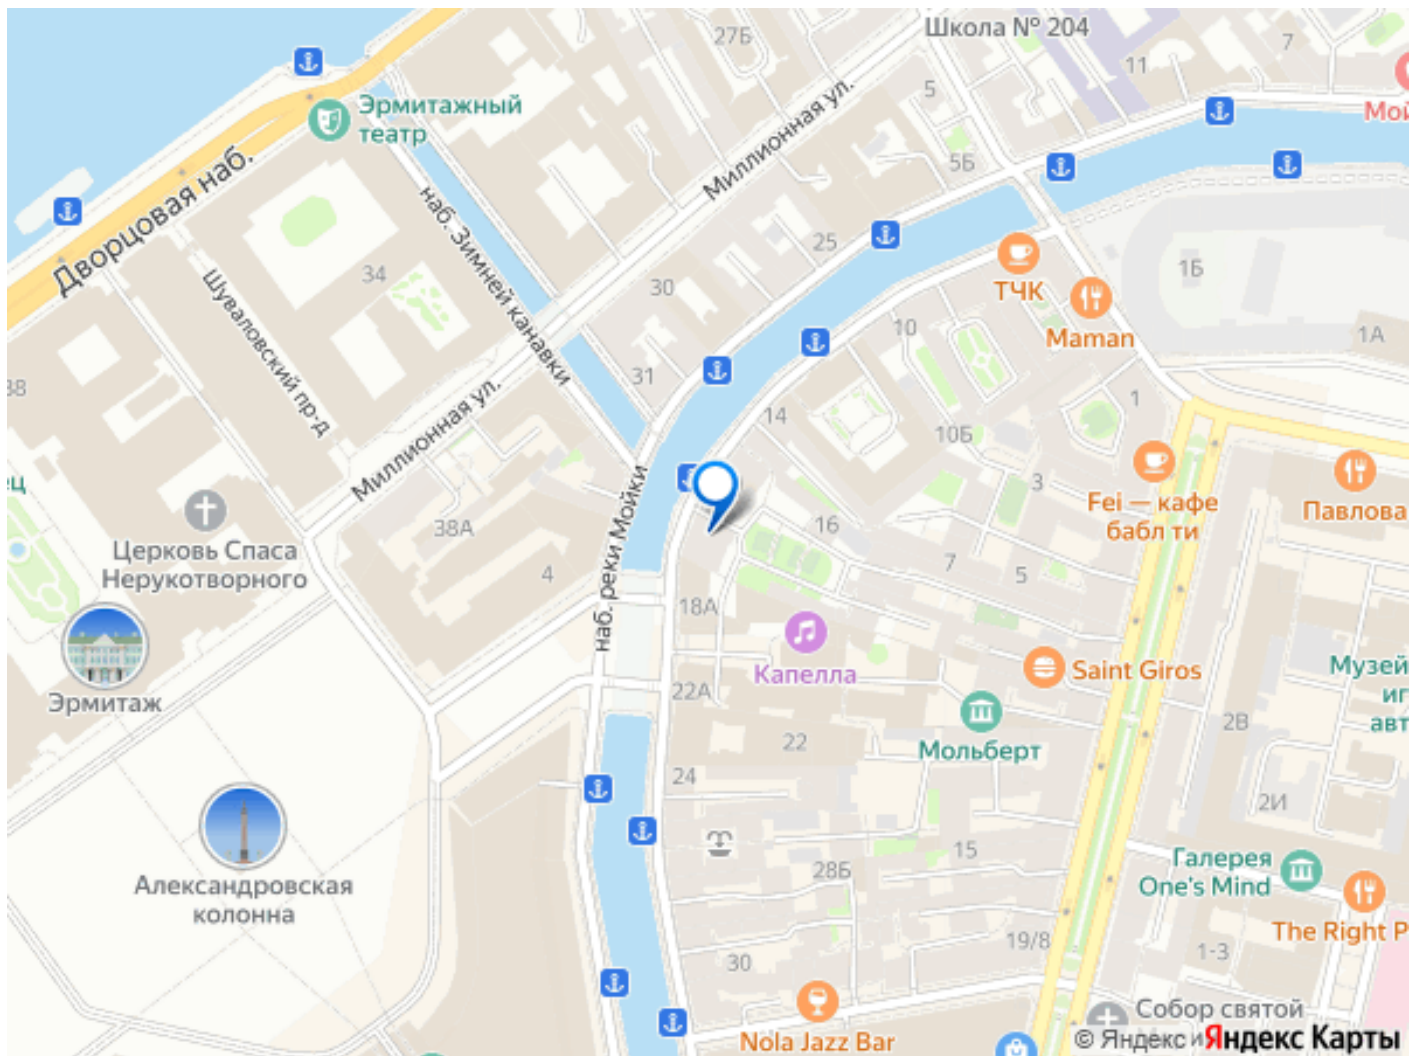 Школа № 204
27Б
7
11
5
Мой
Эрмитажный
театр
Миллионная ул.
5Б
Дворцовая наб.
наб. Зимней канавки
25
34
1Б
ТЧК
30
Шуваловский пр-д
10
Maman
1А
38
31
14
1
10Б
Миллионная ул.
ец
3
Fei — кафе
бабл ти
Павлова
38А
16
наб. реки Мойки
Церковь Спаса
Нерукотворного
4
7
5
18А
Капелла
Saint Giros
Музей
иг
авт
Эрмитаж
22А
22
Мольберт
2В
24
2И
15
28Б
Галерея
One's Mind
Александровская
колонна
The Right P
19/8
1-3
30
Nola Jazz Bar
Собор святой
© Яндекс
Яндекс Карты